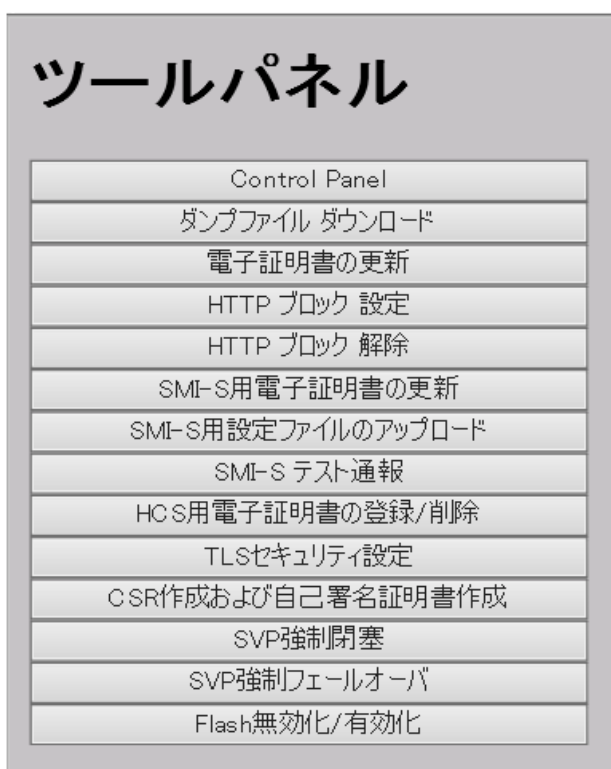 ツールパネル
Control Panel
ダンプファイル ダウンロード
電子証明書の更新
HTTP ブロック 設定
HTTP ブロック 解除
SMI-S用電子証明書の更新
SMI-S用設定ファイルのアップロード
SMI-S テスト通報
HCS用電子証明書の登録/削除
TLSセキュリティ設定
CSR作成および自己署名証明書作成
SVP強制閉塞
SVP強制フェールオーバ
Flash無効化/有効化